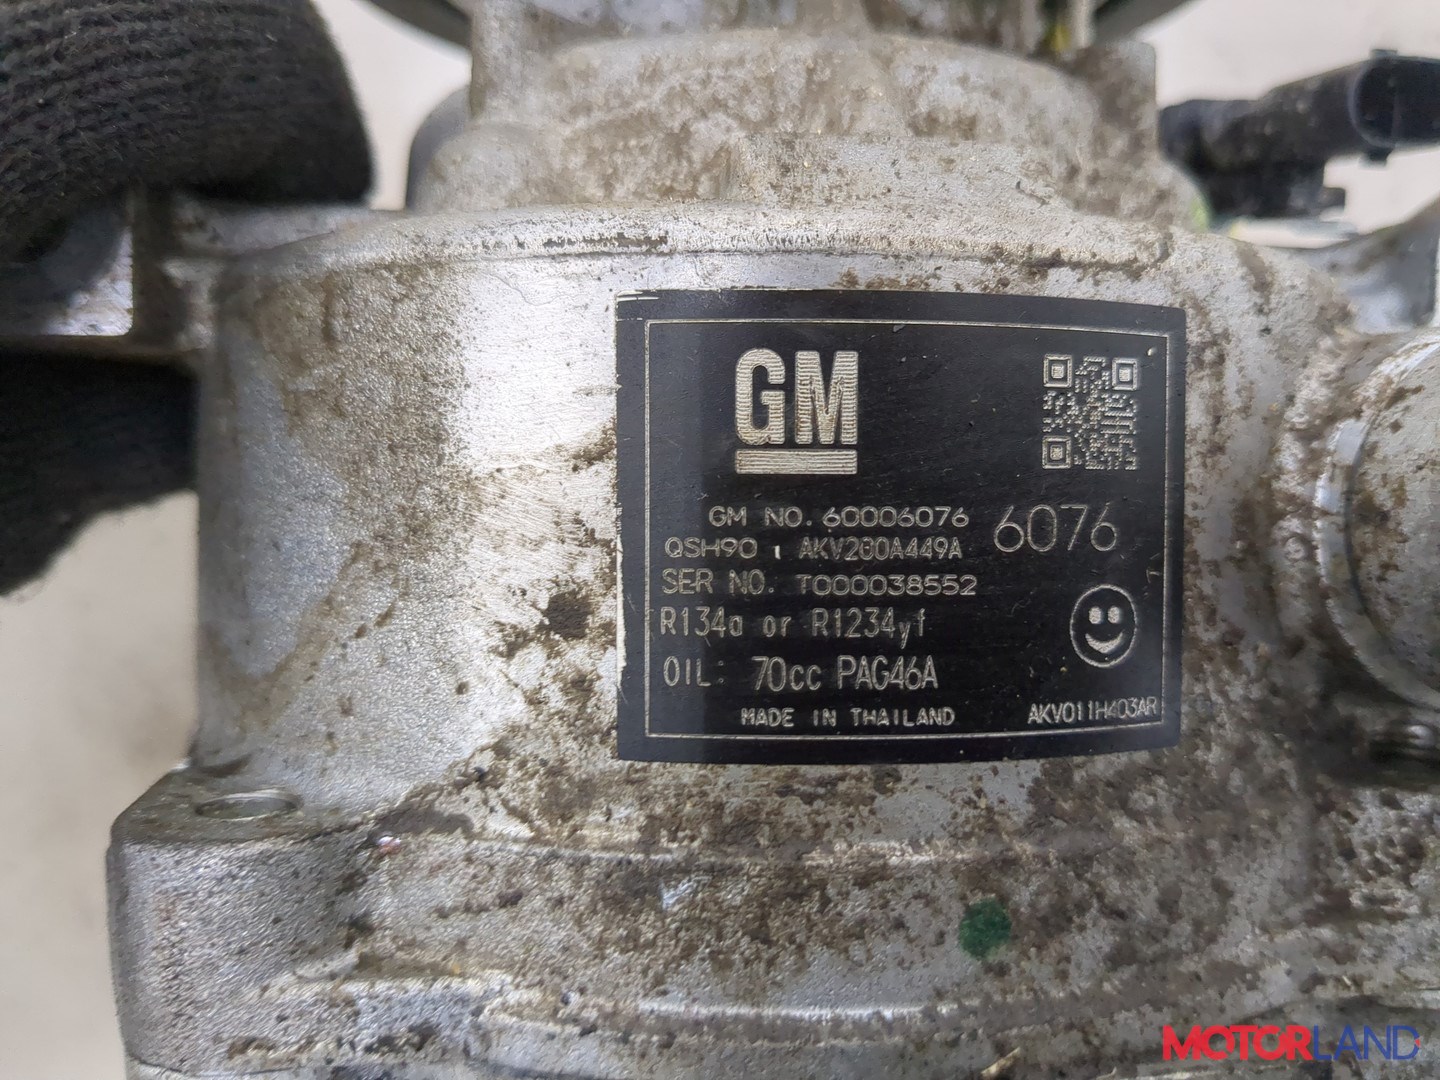 GM
GM NO. 60006076 6076
QSH90 AKV200A449A
SER NO. T000038552
R134a or R1234yf
OIL: 70cc PAG46A
MADE IN THAILAND
AKV011H403AR
MOTORLAND